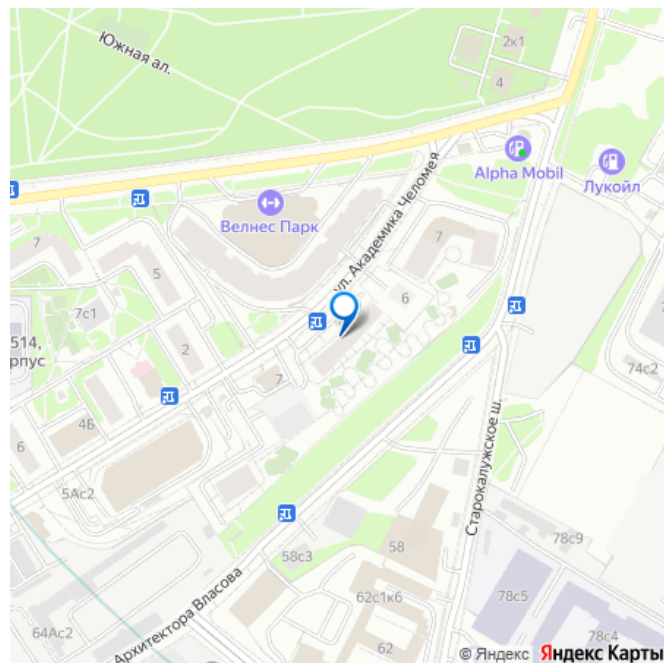 Южная ал.
2к1
4
Alpha Mobil
Лукойл
Велнес Парк
ул. Академика Челомея
7
7
5
7с1
6
514,
рпус
2
7
74с2
4Б
6
5Ас2
Старокалужское ш.
58с3
58
78с9
62с1к6
78с5
64Ас2
Архитектора Власова
62
78с4
© Яндекс Яндекс Карты